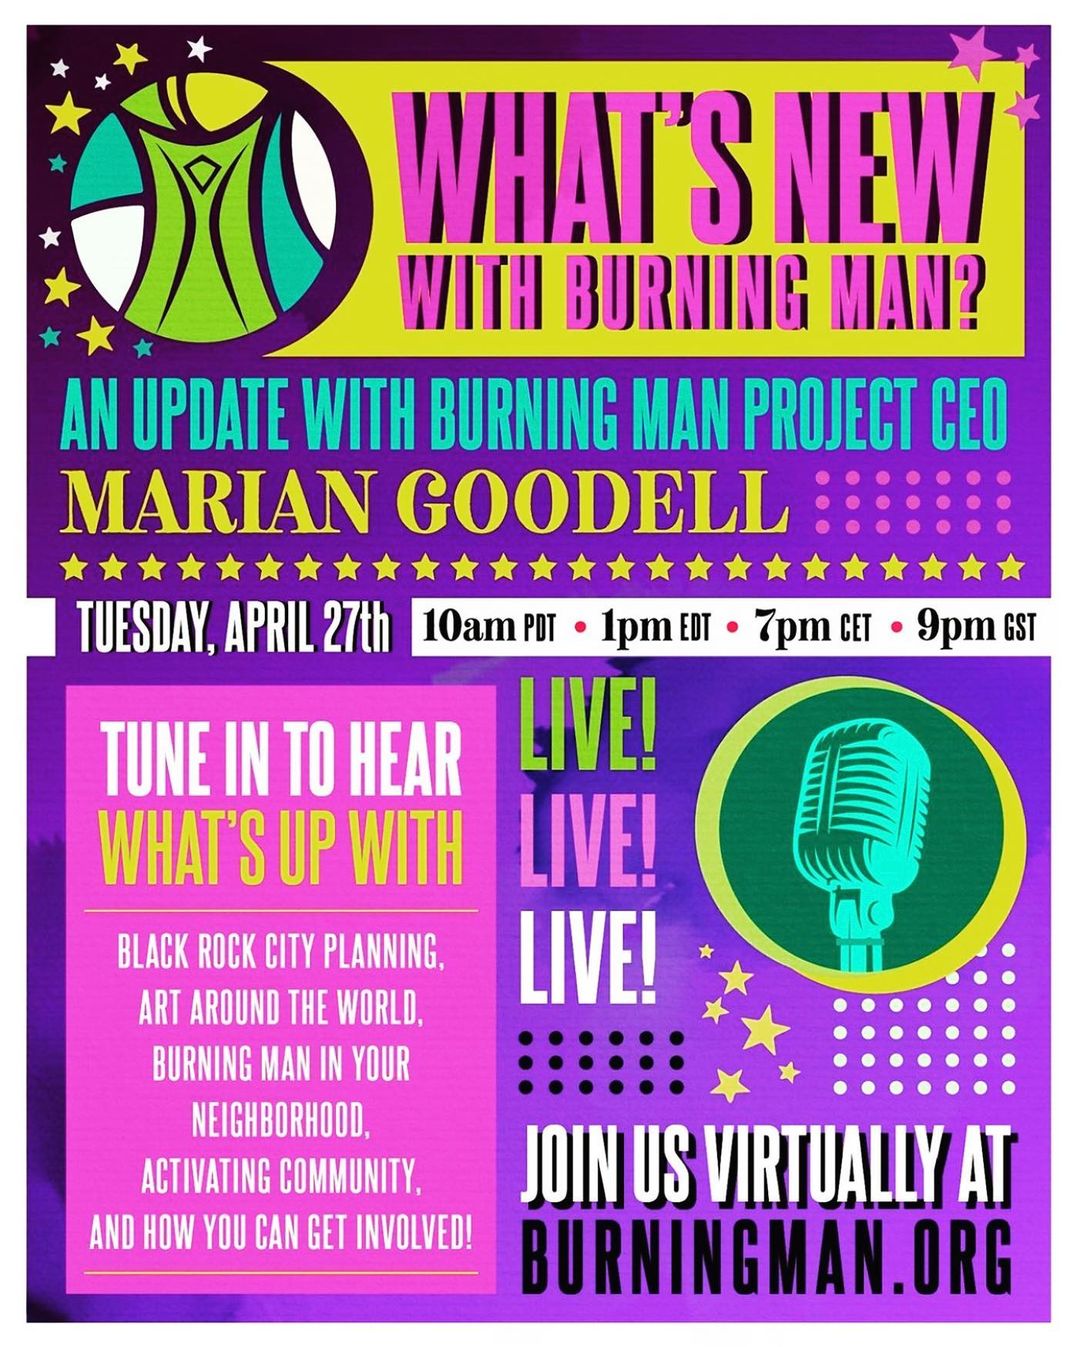 WHAT'S NEW
WITH BURNING MAN?
AN UPDATE WITH BURNING MAN PROJECT CEO
MARIAN GOODELL
TUESDAY, APRIL 27th
10am PDT • 1pm EDT • 7pm CET • 9pm GST
TUNE IN TO HEAR
WHAT'S UP WITH
BLACK ROCK CITY PLANNING,
ART AROUND THE WORLD,
BURNING MAN IN YOUR
NEIGHBORHOOD,
ACTIVATING COMMUNITY,
AND HOW YOU CAN GET INVOLVED!
LIVE!
LIVE!
LIVE!
JOIN US VIRTUALLY AT
BURNINGMAN.ORG